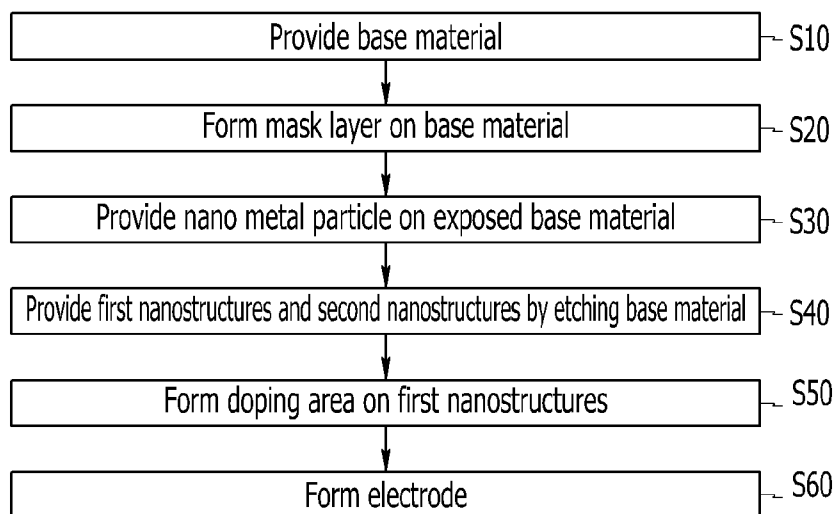 Provide base material S10
Form mask layer on base material S20
Provide nano metal particle on exposed base material S30
Provide first nanostructures and second nanostructures by etching base material S40
Form doping area on first nanostructures S50
Form electrode S60